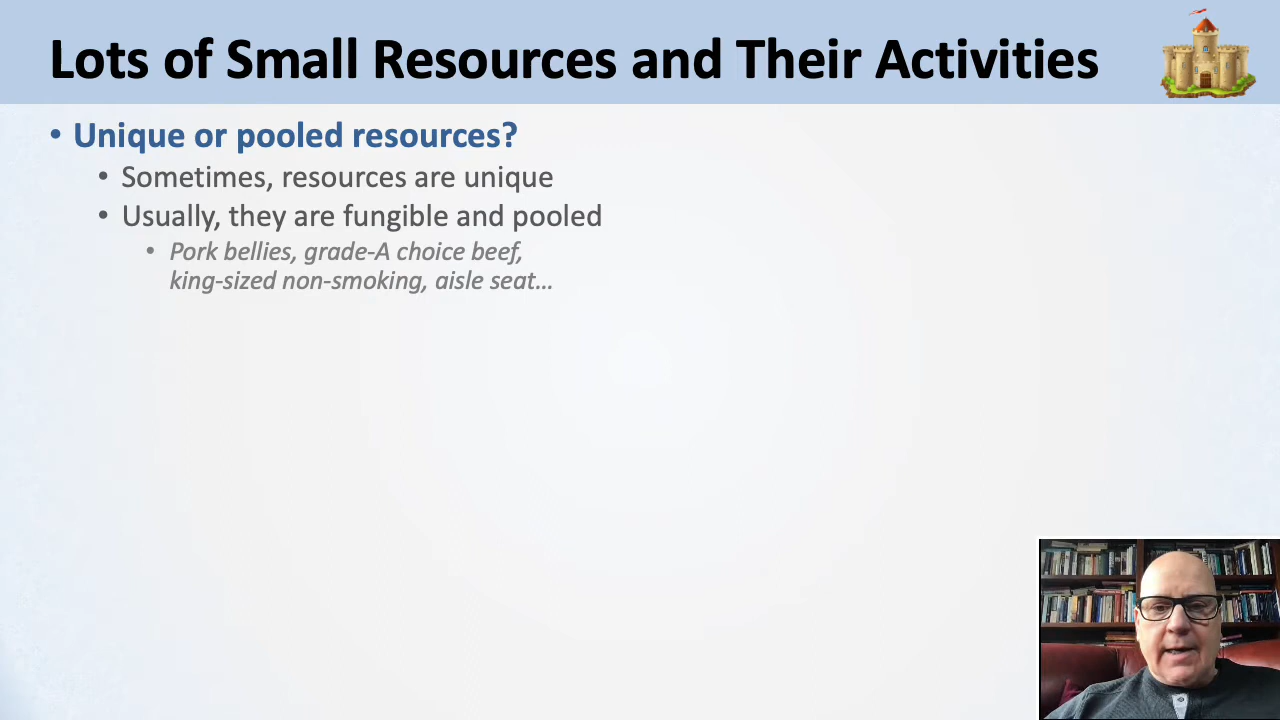 Lots of Small Resources and Their Activities
• Unique or pooled resources?
• Sometimes, resources are unique
• Usually, they are fungible and pooled
• Pork bellies, grade-A choice beef,
king-sized non-smoking, aisle seat...